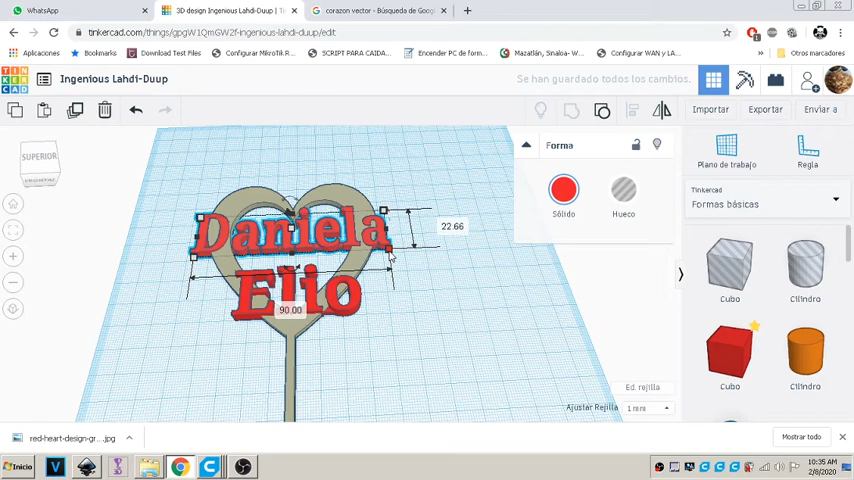 WhatsApp
3D design Ingenious Lahdi-Duup | Ti
corazon vector - Búsqueda de Goog
tinkercad.com/things/gpgW1QmGW2f-ingenious-lahdi-duup/edit
Aplicaciones
Bookmarks
Download Test Files
Configurar MikroTiK R
SCRIPT PARA CAIDA...
Encender PC de form...
Mazatlán, Sinaloa- W...
Configurar WAN y LA...
Otros marcadores
TIN
KER
CAD
Ingenious Lahdi-Duup
Se han guardado todos los cambios.
Importar
Exportar
Enviar a
SUPERIOR
Forma
Sólido
Hueco
Plano de trabajo
Regla
Tinkercad
Formas básicas
Daniela
Elio
22.66
90.00
Cubo
Cilindro
Cubo
Cilindro
Ed. rejilla
Ajustar Rejilla
1 mm
red-heart-design-gr....jpg
Mostrar todo
Inicio
10:35 AM
2/8/2020